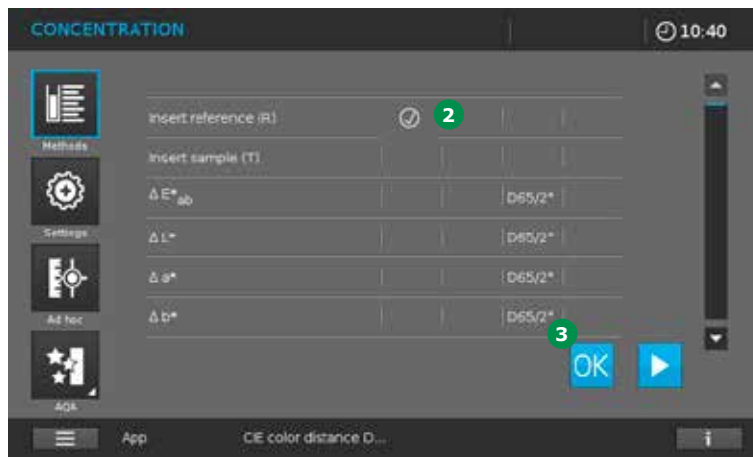 CONCENTRATION 10:40
Methods
Settings
Ad hoc
AQA
Insert reference (R) 2
Insert sample (T)
Δ E*ab D65/2°
Δ L* D65/2°
Δ a* D65/2°
Δ b* D65/2°
3
OK
App CIE color distance D...
i